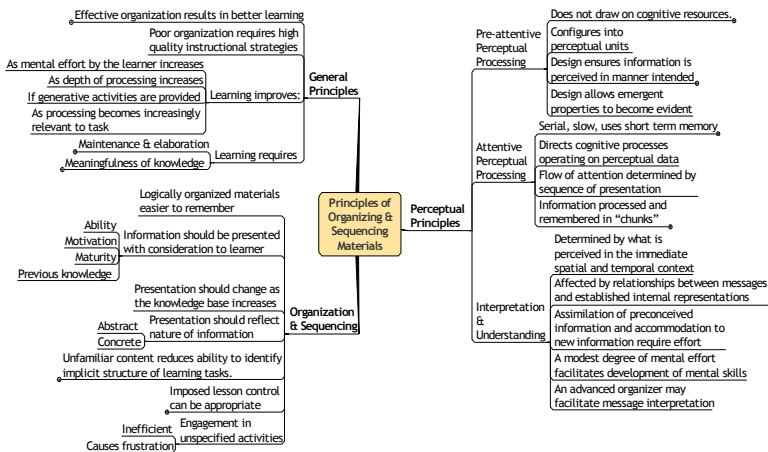 Principles of
Organizing &
Sequencing
Materials
General
Principles
Effective organization results in better learning
Poor organization requires high
quality instructional strategies
Learning improves:
As mental effort by the learner increases
As depth of processing increases
If generative activities are provided
As processing becomes increasingly
relevant to task
Learning requires
Maintenance & elaboration
Meaningfulness of knowledge
Organization
& Sequencing
Logically organized materials
easier to remember
Information should be presented
with consideration to learner
Ability
Motivation
Maturity
Previous knowledge
Presentation should change as
the knowledge base increases
Presentation should reflect
nature of information
Abstract
Concrete
Unfamiliar content reduces ability to identify
implicit structure of learning tasks.
Imposed lesson control
can be appropriate
Engagement in
unspecified activities
Inefficient
Causes frustration
Perceptual
Principles
Pre-attentive
Perceptual
Processing
Does not draw on cognitive resources.
Configures into
perceptual units
Design ensures information is
perceived in manner intended
Design allows emergent
properties to become evident
Attentive
Perceptual
Processing
Serial, slow, uses short term memory
Directs cognitive processes
operating on perceptual data
Flow of attention determined by
sequence of presentation
Information processed and
remembered in “chunks”
Interpretation
&
Understanding
Determined by what is
perceived in the immediate
spatial and temporal context
Affected by relationships between messages
and established internal representations
Assimilation of preconceived
information and accommodation to
new information require effort
A modest degree of mental effort
facilitates development of mental skills
An advanced organizer may
facilitate message interpretation